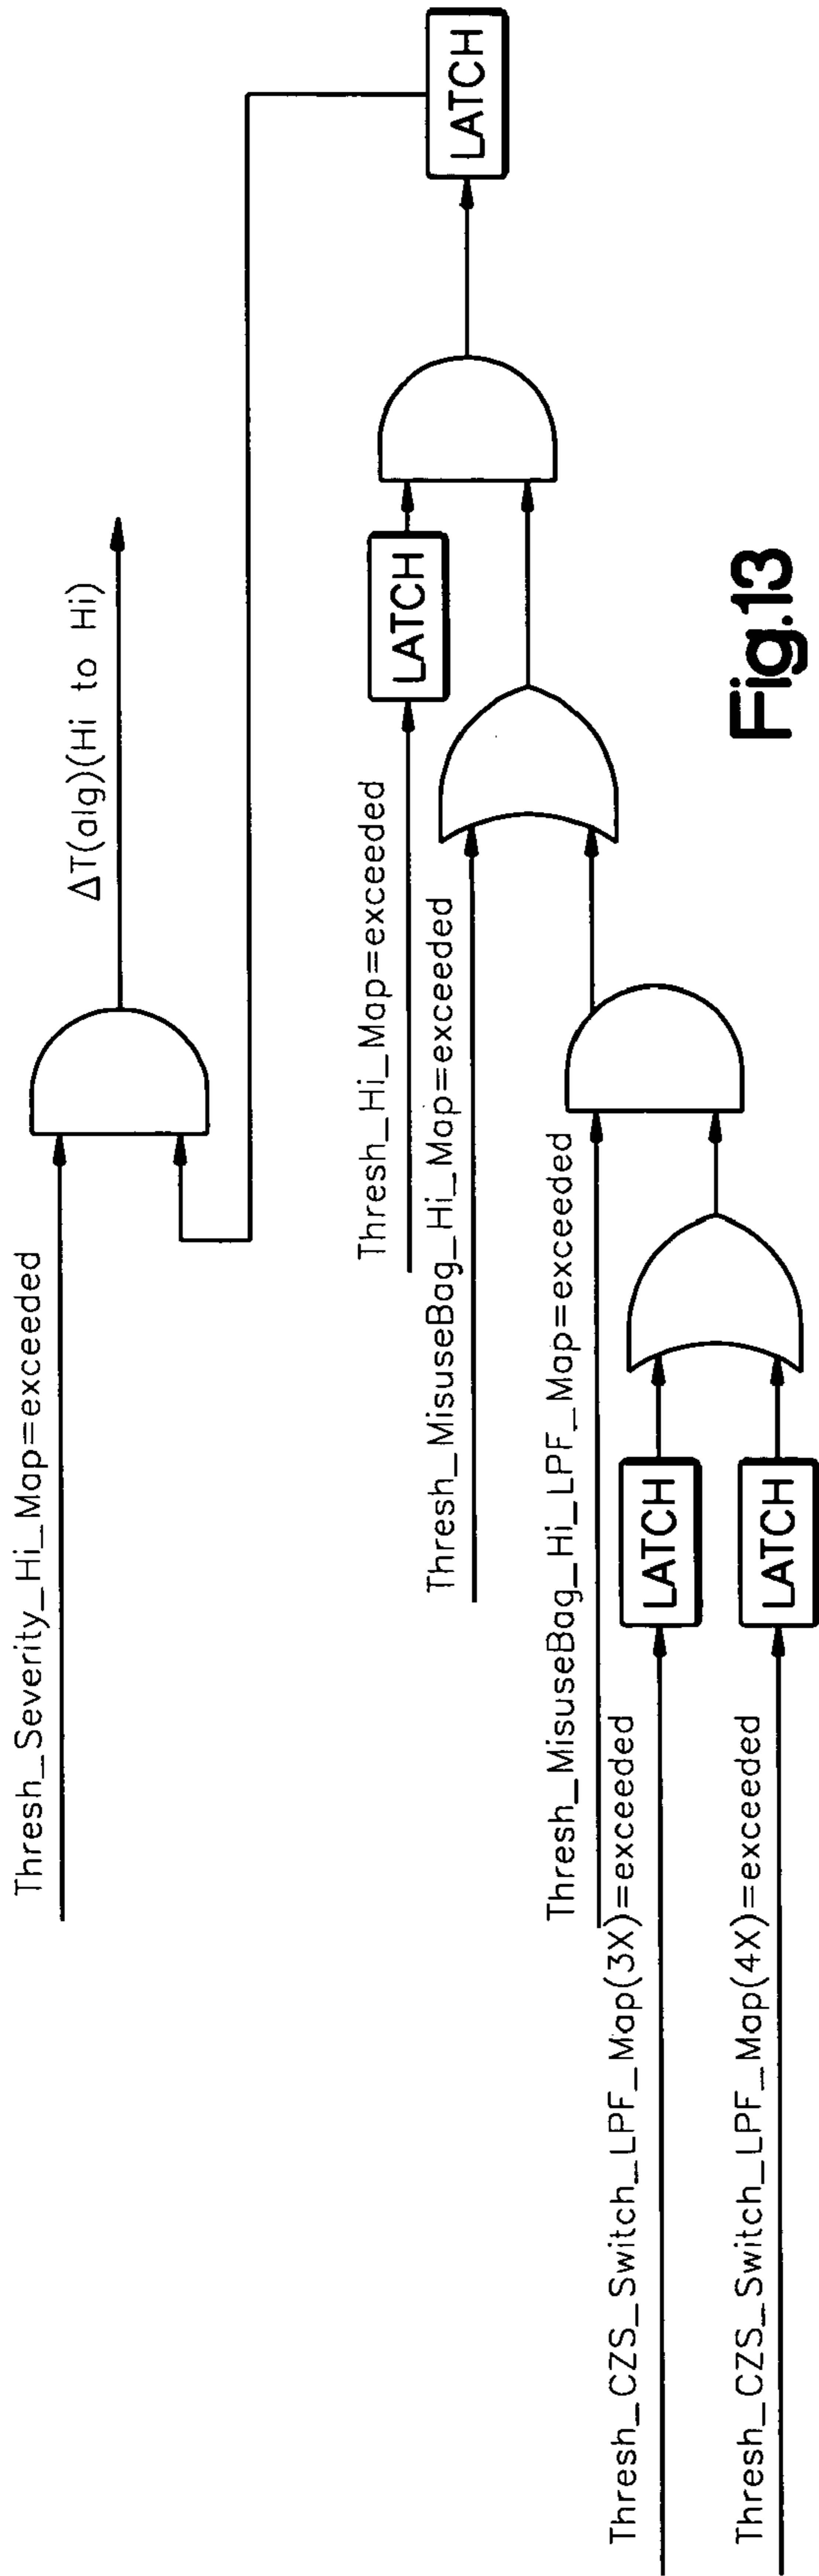 Thresh_Severity_Hi_Map=exceeded
ΔT(alg)(Hi to Hi)
LATCH
Thresh_Hi_Map=exceeded
LATCH
Thresh_MisuseBag_Hi_Map=exceeded
Thresh_MisuseBag_Hi_LPF_Map=exceeded
Thresh_CZS_Switch_LPF_Map(3X)=exceeded
LATCH
Thresh_CZS_Switch_LPF_Map(4X)=exceeded
LATCH
Fig.13